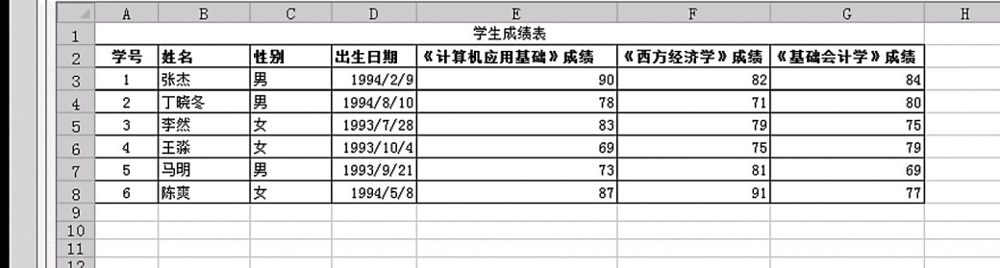 A B C D E F G H
1 学生成绩表
2 学号 姓名 性别 出生日期 《计算机应用基础》成绩 《西方经济学》成绩 《基础会计学》成绩
3 1 张杰 男 1994/2/9 90 82 84
4 2 丁晓冬 男 1994/8/10 78 71 80
5 3 李然 女 1993/7/28 83 79 75
6 4 王淼 女 1993/10/4 69 75 79
7 5 马明 男 1993/9/21 73 81 69
8 6 陈爽 女 1994/5/8 87 91 77
9
10
11
12